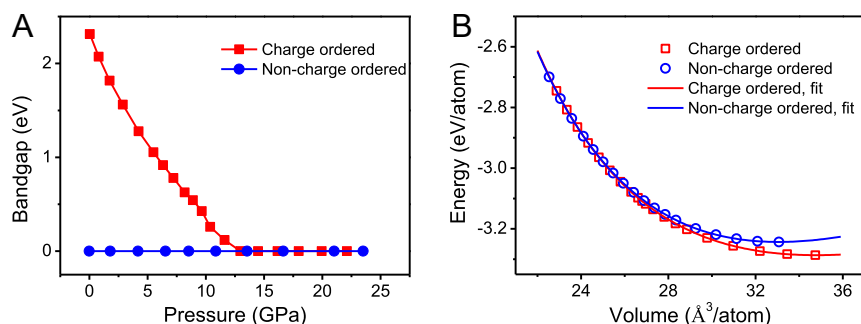 A
Bandgap (eV)
2
1
0
Charge ordered
Non-charge ordered
0 5 10 15 20 25
Pressure (GPa)
B
Energy (eV/atom)
-2.6
-2.8
-3.0
-3.2
Charge ordered
Non-charge ordered
Charge ordered, fit
Non-charge ordered, fit
24 28 32 36
Volume (Å³/atom)